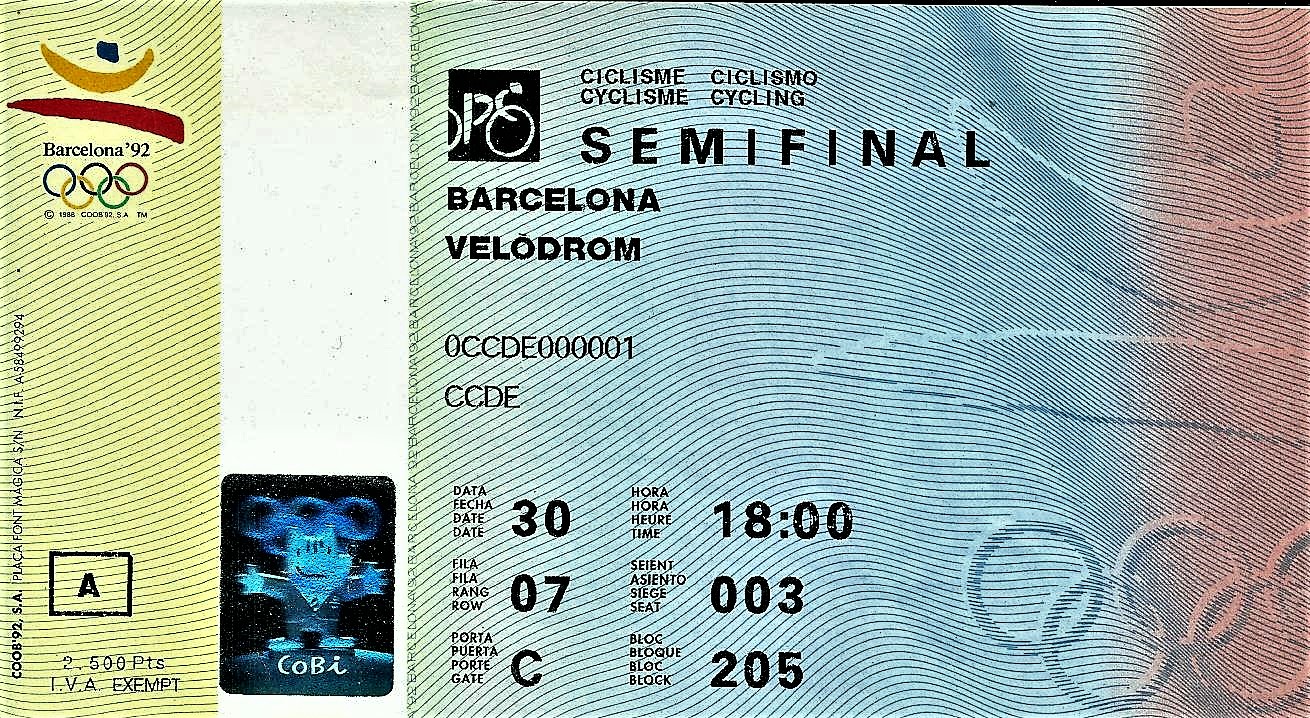 Barcelona'92
© 1988 COOB'92, S.A. TM
COOB'92, S.A. PLAÇA FONT MÀGICA S/N N.I.F. A-58499294
A
2.500 Pts
I.V.A. EXEMPT
CoBi
CICLISME CICLISMO
CYCLISME CYCLING
SEMIFINAL
BARCELONA
VELÒDROM
0CCDE000001
CCDE
DATA
FECHA
DATE
DATE
30
HORA
HORA
HEURE
TIME
18:00
FILA
FILA
RANG
ROW
07
SEIENT
ASIENTO
SIEGE
SEAT
003
PORTA
PUERTA
PORTE
GATE
C
BLOC
BLOQUE
BLOC
BLOCK
205